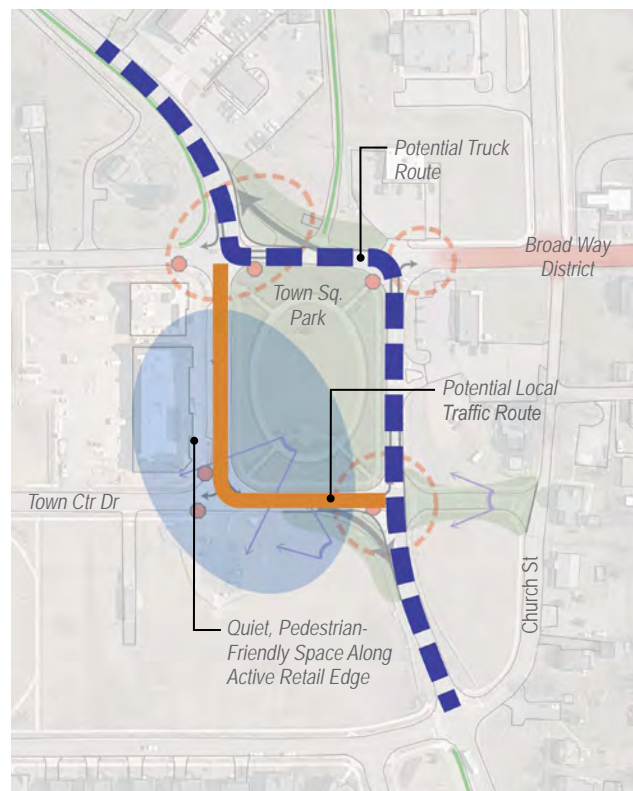 Potential Truck
Route
Broad Way
District
Town Sq.
Park
Potential Local
Traffic Route
Town Ctr Dr
Church St
Quiet, Pedestrian-
Friendly Space Along
Active Retail Edge